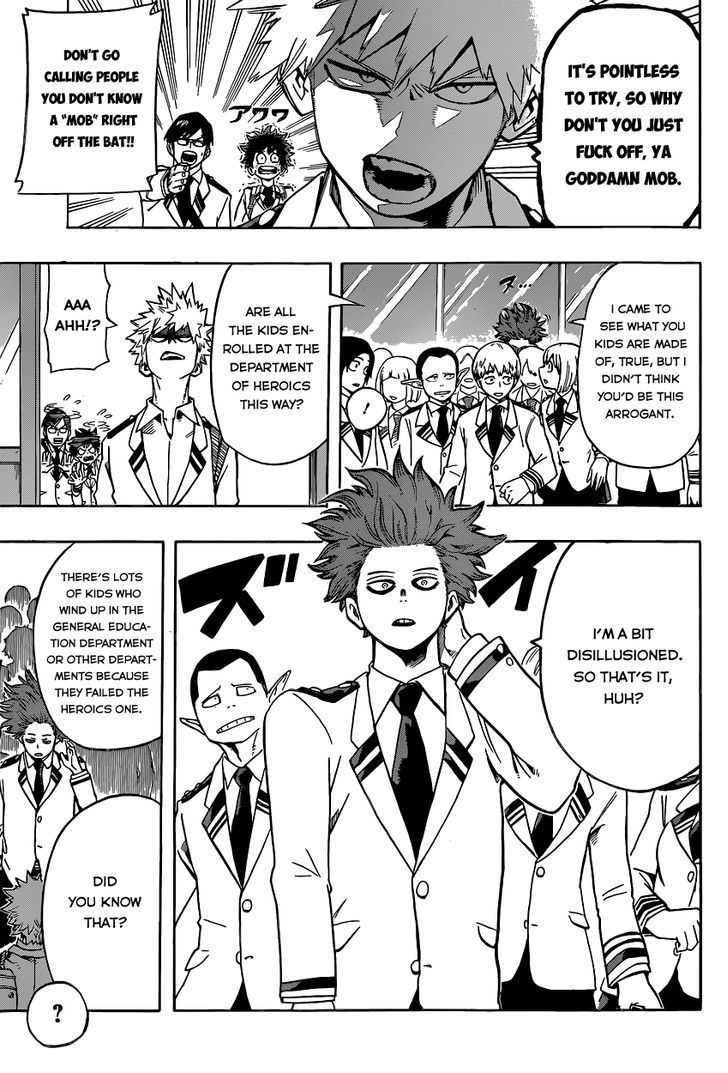 IT'S POINTLESS
TO TRY, SO WHY
DON'T YOU JUST
FUCK OFF, YA
GODDAMN MOB.
DON'T GO
CALLING PEOPLE
YOU DON'T KNOW
A "MOB" RIGHT
OFF THE BAT!!
アワワ
I CAME TO
SEE WHAT YOU
KIDS ARE MADE
OF, TRUE, BUT I
DIDN'T THINK
YOU'D BE THIS
ARROGANT.
ズ...
!
ARE ALL
THE KIDS EN-
ROLLED AT THE
DEPARTMENT
OF HEROICS
THIS WAY?
AAA
AHH!?
I'M A BIT
DISILLUSIONED.
SO THAT'S IT,
HUH?
ズズ
THERE'S LOTS
OF KIDS WHO
WIND UP IN THE
GENERAL EDUCA-
TION DEPARTMENT
OR OTHER DEPART-
MENTS BECAUSE
THEY FAILED THE
HEROICS ONE.
DID
YOU KNOW
THAT?
?